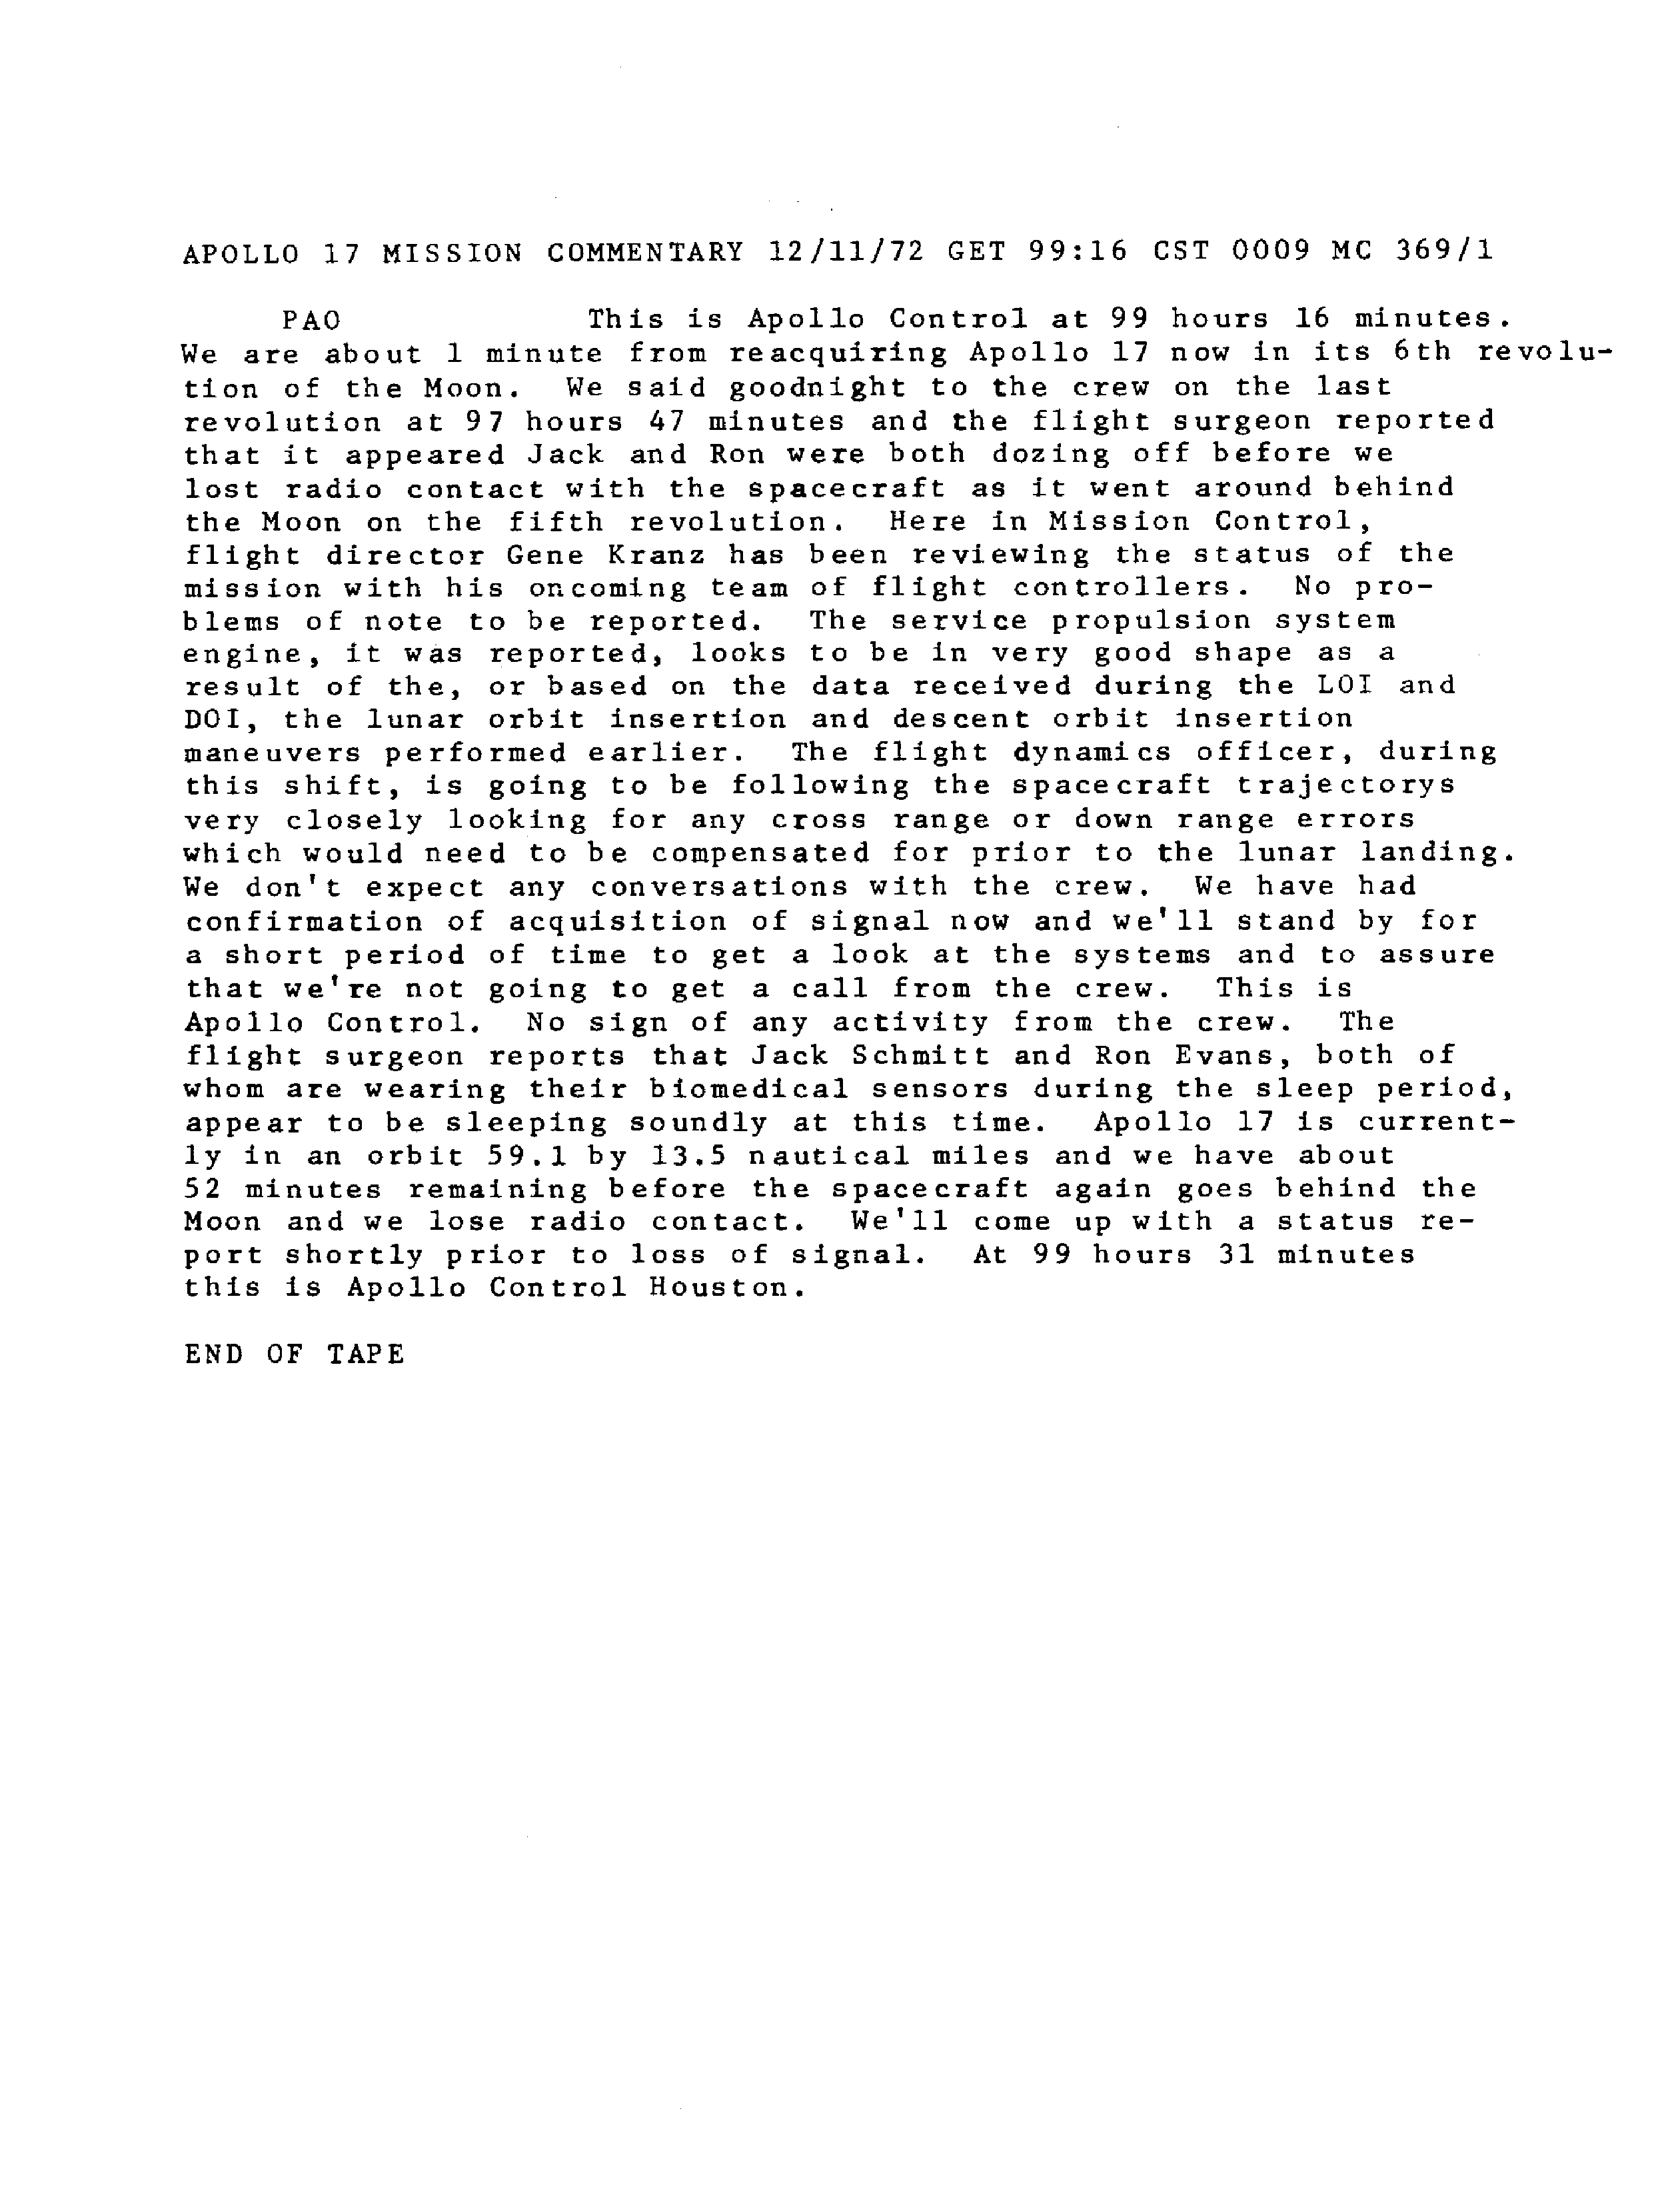 APOLLO 17 MISSION COMMENTARY 12/11/72 GET 99:16 CST 0009 MC 369/1
PAO This is Apollo Control at 99 hours 16 minutes.
We are about 1 minute from reacquiring Apollo 17 now in its 6th revolu-
tion of the Moon. We said goodnight to the crew on the last
revolution at 97 hours 47 minutes and the flight surgeon reported
that it appeared Jack and Ron were both dozing off before we
lost radio contact with the spacecraft as it went around behind
the Moon on the fifth revolution. Here in Mission Control,
flight director Gene Kranz has been reviewing the status of the
mission with his oncoming team of flight controllers. No pro-
blems of note to be reported. The service propulsion system
engine, it was reported, looks to be in very good shape as a
result of the, or based on the data received during the LOI and
DOI, the lunar orbit insertion and descent orbit insertion
maneuvers performed earlier. The flight dynamics officer, during
this shift, is going to be following the spacecraft trajectorys
very closely looking for any cross range or down range errors
which would need to be compensated for prior to the lunar landing.
We don't expect any conversations with the crew. We have had
confirmation of acquisition of signal now and we'll stand by for
a short period of time to get a look at the systems and to assure
that we're not going to get a call from the crew. This is
Apollo Control. No sign of any activity from the crew. The
flight surgeon reports that Jack Schmitt and Ron Evans, both of
whom are wearing their biomedical sensors during the sleep period,
appear to be sleeping soundly at this time. Apollo 17 is current-
ly in an orbit 59.1 by 13.5 nautical miles and we have about
52 minutes remaining before the spacecraft again goes behind the
Moon and we lose radio contact. We'll come up with a status re-
port shortly prior to loss of signal. At 99 hours 31 minutes
this is Apollo Control Houston.
END OF TAPE